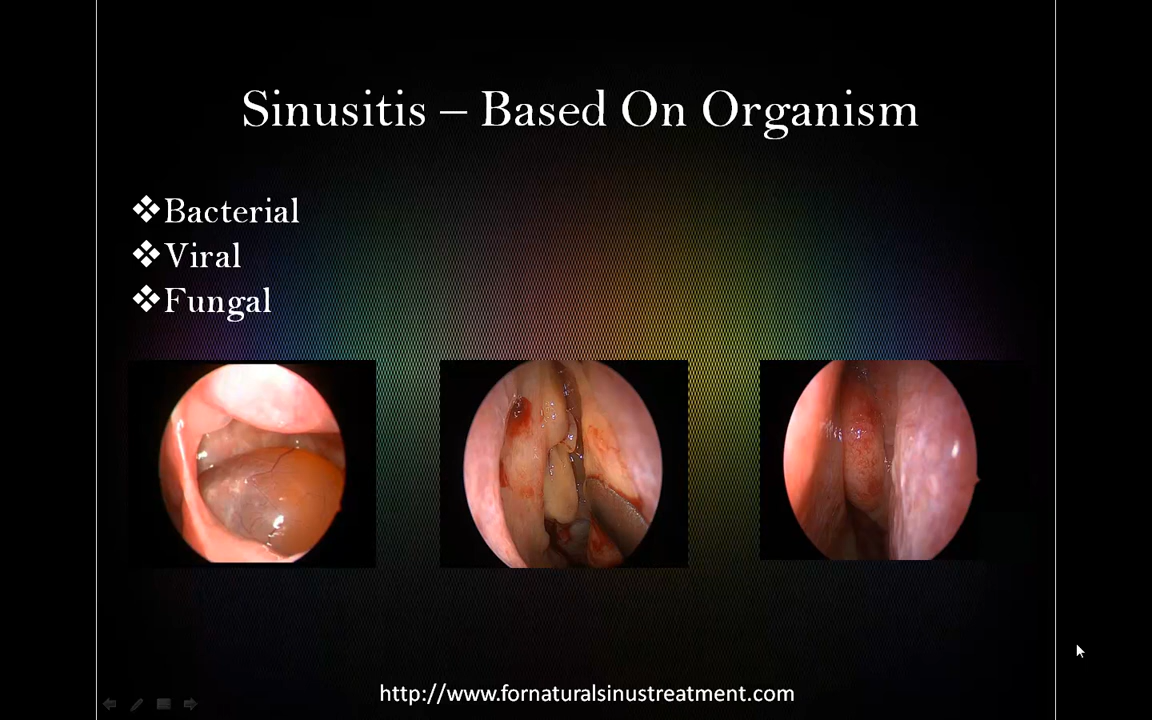 Sinusitis – Based On Organism
❖Bacterial
❖Viral
❖Fungal
http://www.fornaturalsinustreatment.com